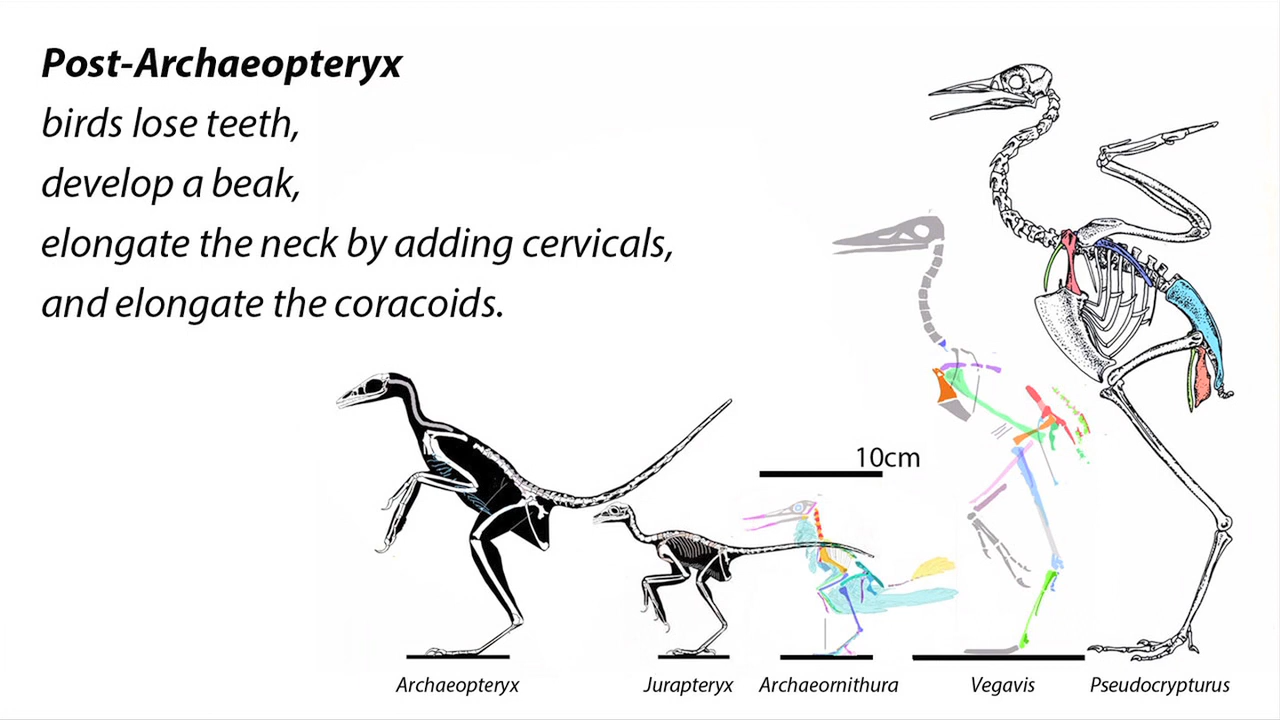 Post-Archaeopteryx
birds lose teeth,
develop a beak,
elongate the neck by adding cervicals,
and elongate the coracoids.
10cm
Archaeopteryx
Jurapteryx
Archaeornithura
Vegavis
Pseudocrypturus